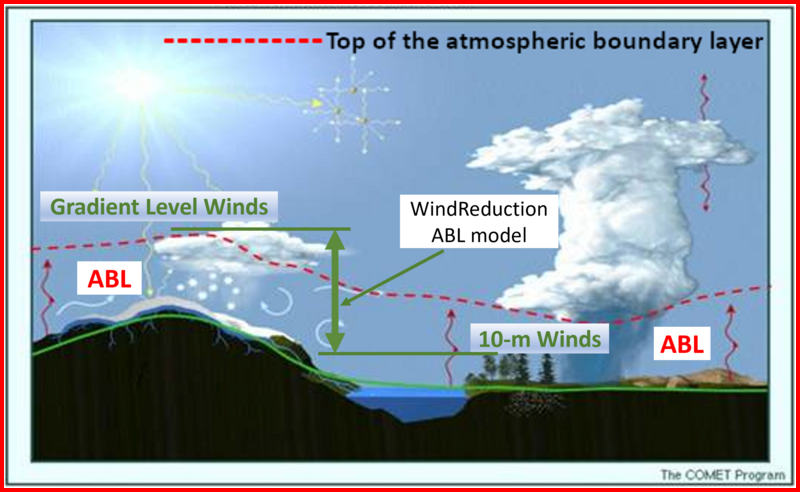 Top of the atmospheric boundary layer
Gradient Level Winds
WindReduction
ABL model
ABL
10-m Winds
ABL
The COMET Program